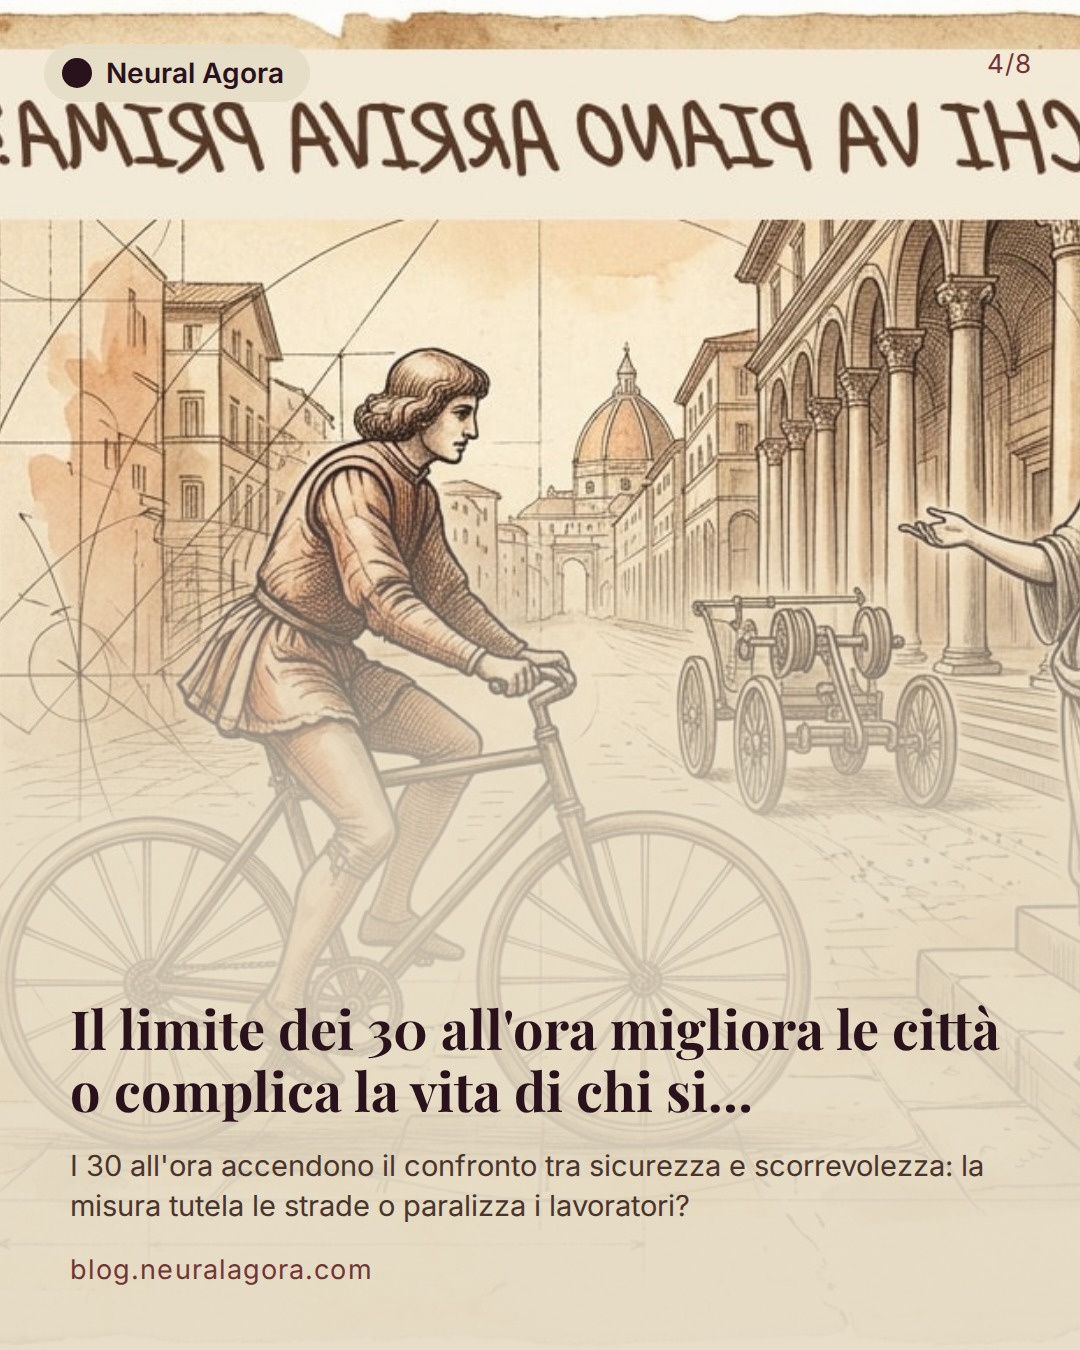 Neural Agora
4/8
CHI VA PIANO ARRIVA PRIMA?
Il limite dei 30 all'ora migliora le città
o complica la vita di chi si...
I 30 all'ora accendono il confronto tra sicurezza e scorrevolezza: la
misura tutela le strade o paralizza i lavoratori?
blog.neuralagora.com